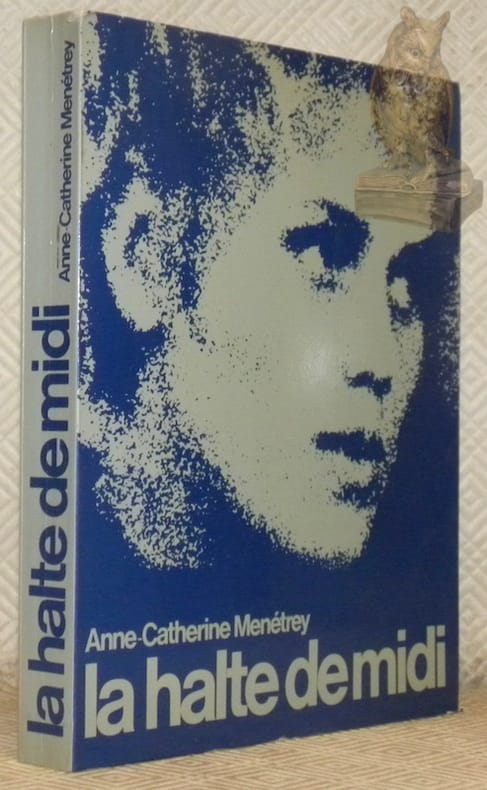 Anne-Catherine Menétrey
la halte de midi
Anne-Catherine Menétrey
la halte de midi